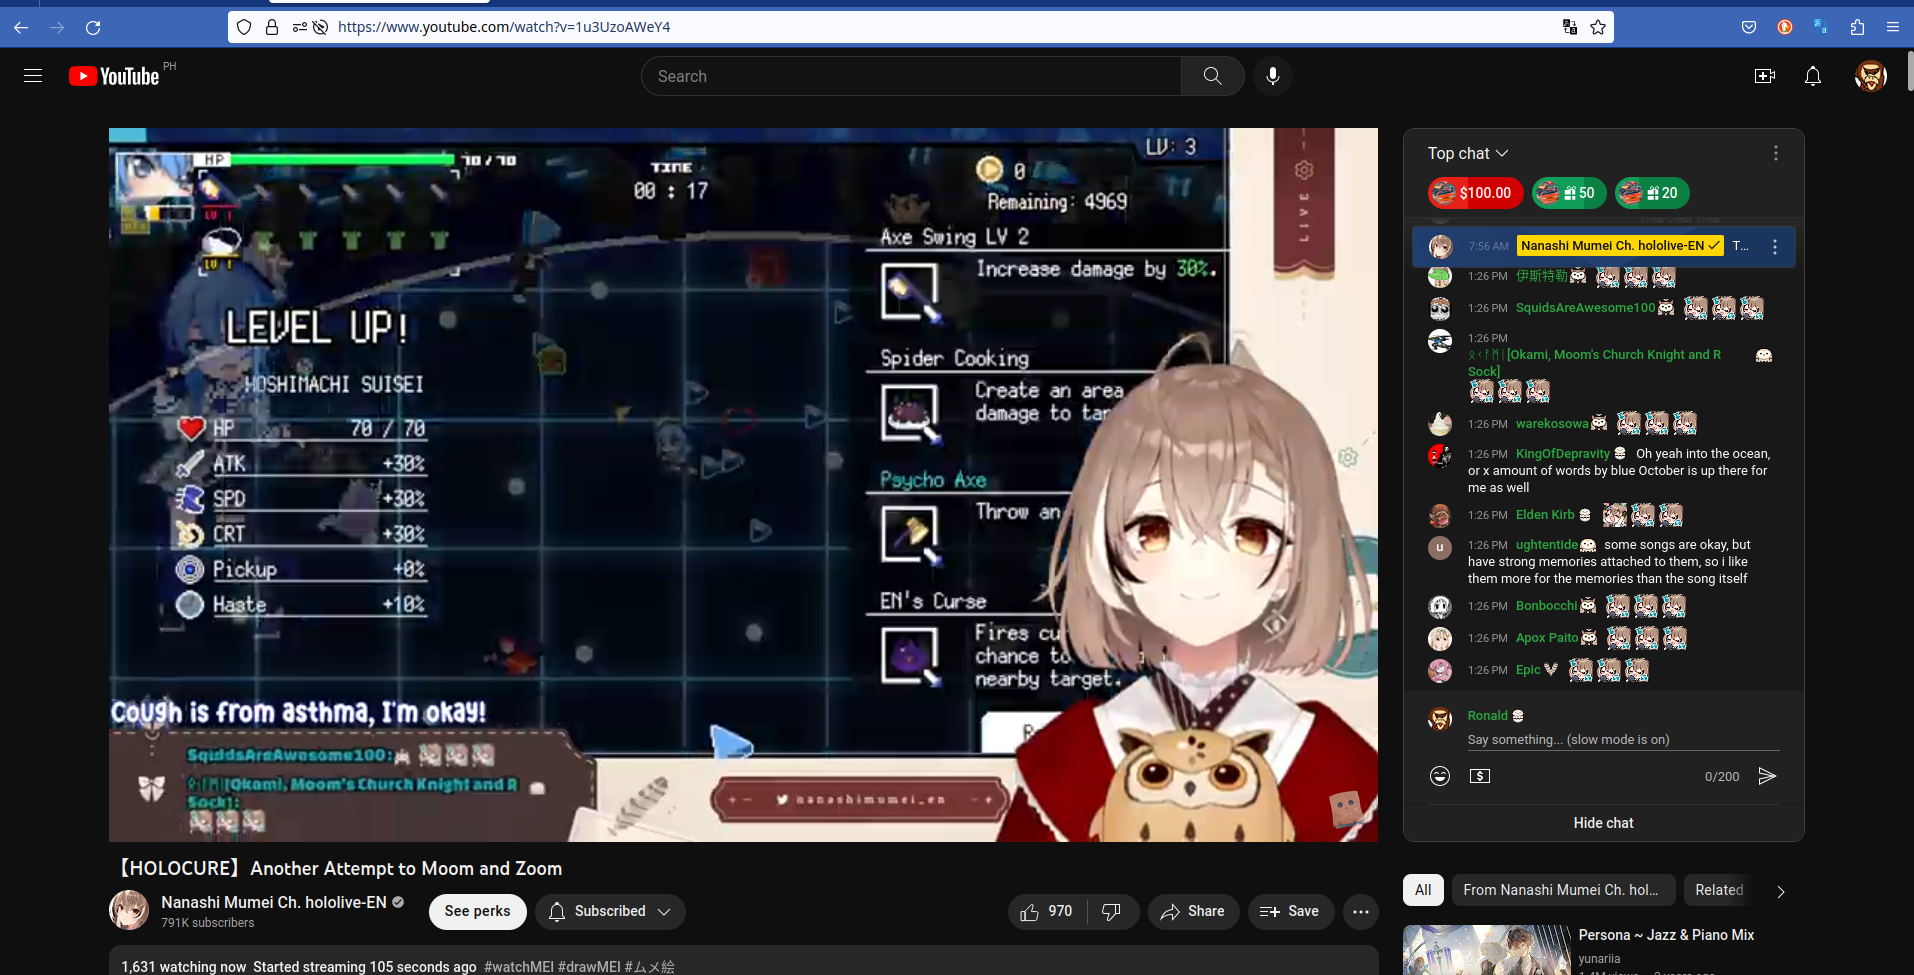 https://www.youtube.com/watch?v=1u3UzoAWeY4
YouTube PH
Search
HP 70 / 70
TIME
00 : 17
LV: 3
0
Remaining: 4969
LV 1
LV 1
LEVEL UP!
HOSHIMACHI SUISEI
HP 70 / 70
ATK +30%
SPD +30%
CRT +30%
Pickup +0%
Haste +10%
Axe Swing LV 2
Increase damage by 30%.
Spider Cooking
Create an area
damage to tar
Psycho Axe
Throw an
EN's Curse
Fires cu
chance to
nearby target.
LIVE
Cough is from asthma, I'm okay!
SquidsAreAwesome100:
[Okami, Moom's Church Knight and R
Sock]:
nanashimumei_en
【HOLOCURE】Another Attempt to Moom and Zoom
Nanashi Mumei Ch. hololive-EN
791K subscribers
See perks
Subscribed
970
Share
Save
1,631 watching now Started streaming 105 seconds ago #watchMEI #drawMEI #ムメ絵
Top chat
$100.00
50
20
7:56 AM Nanashi Mumei Ch. hololive-EN T...
1:26 PM 伊斯特勒
1:26 PM SquidsAreAwesome100
1:26 PM
[Okami, Moom's Church Knight and R
Sock]
1:26 PM warekosowa
1:26 PM KingOfDepravity Oh yeah into the ocean,
or x amount of words by blue October is up there for
me as well
1:26 PM Elden Kirb
u
1:26 PM ughtentide some songs are okay, but
have strong memories attached to them, so i like
them more for the memories than the song itself
1:26 PM Bonbocchi
1:26 PM Apox Paito
1:26 PM Epic
Ronald
Say something... (slow mode is on)
0/200
Hide chat
All
From Nanashi Mumei Ch. hol...
Related
Persona ~ Jazz & Piano Mix
yunariia